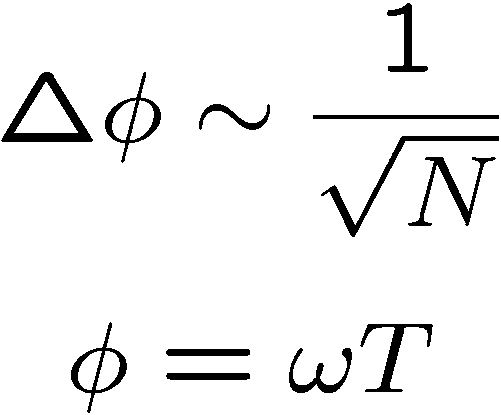 Δϕ ∼ 1/√N
ϕ = ωT